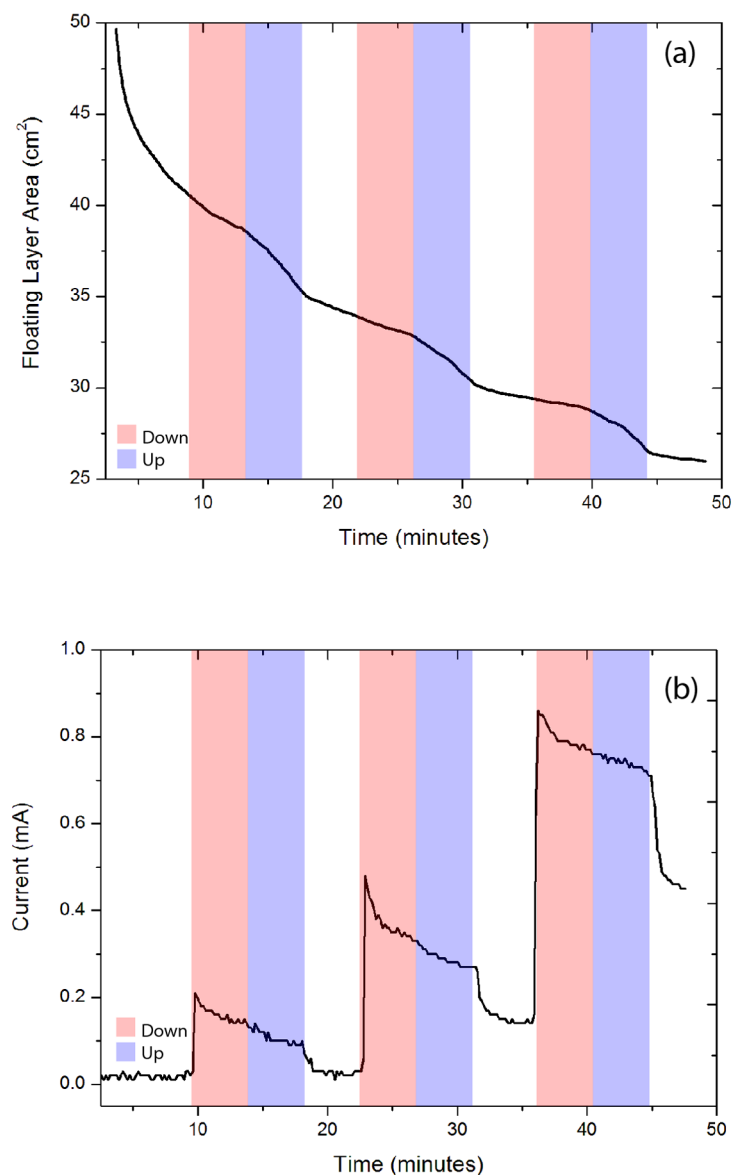 (a)
50
45
40
35
30
25
Floating Layer Area (cm²)
Down
Up
10
20
30
40
50
Time (minutes)
(b)
1.0
0.8
0.6
0.4
0.2
0.0
Current (mA)
Down
Up
10
20
30
40
50
Time (minutes)